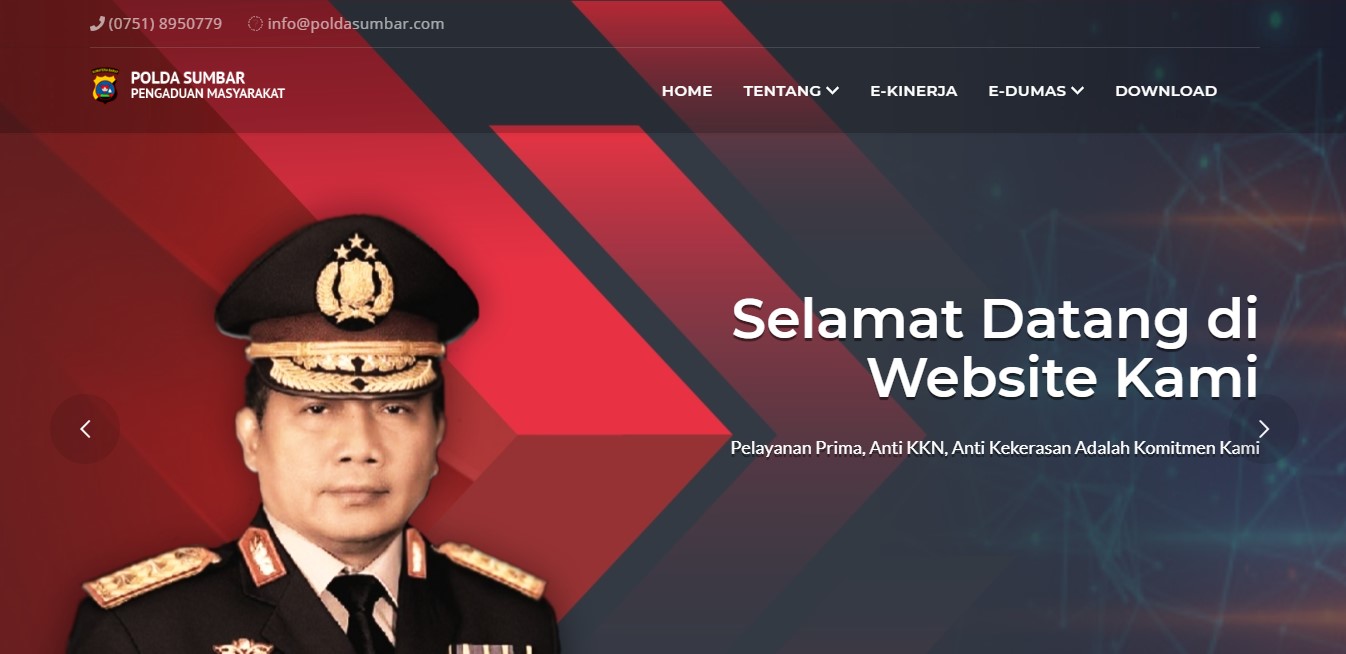 (0751) 8950779 info@poldasumbar.com
POLDA SUMBAR
PENGADUAN MASYARAKAT
HOME TENTANG E-KINERJA E-DUMAS DOWNLOAD
Selamat Datang di
Website Kami
Pelayanan Prima, Anti KKN, Anti Kekerasan Adalah Komitmen Kami